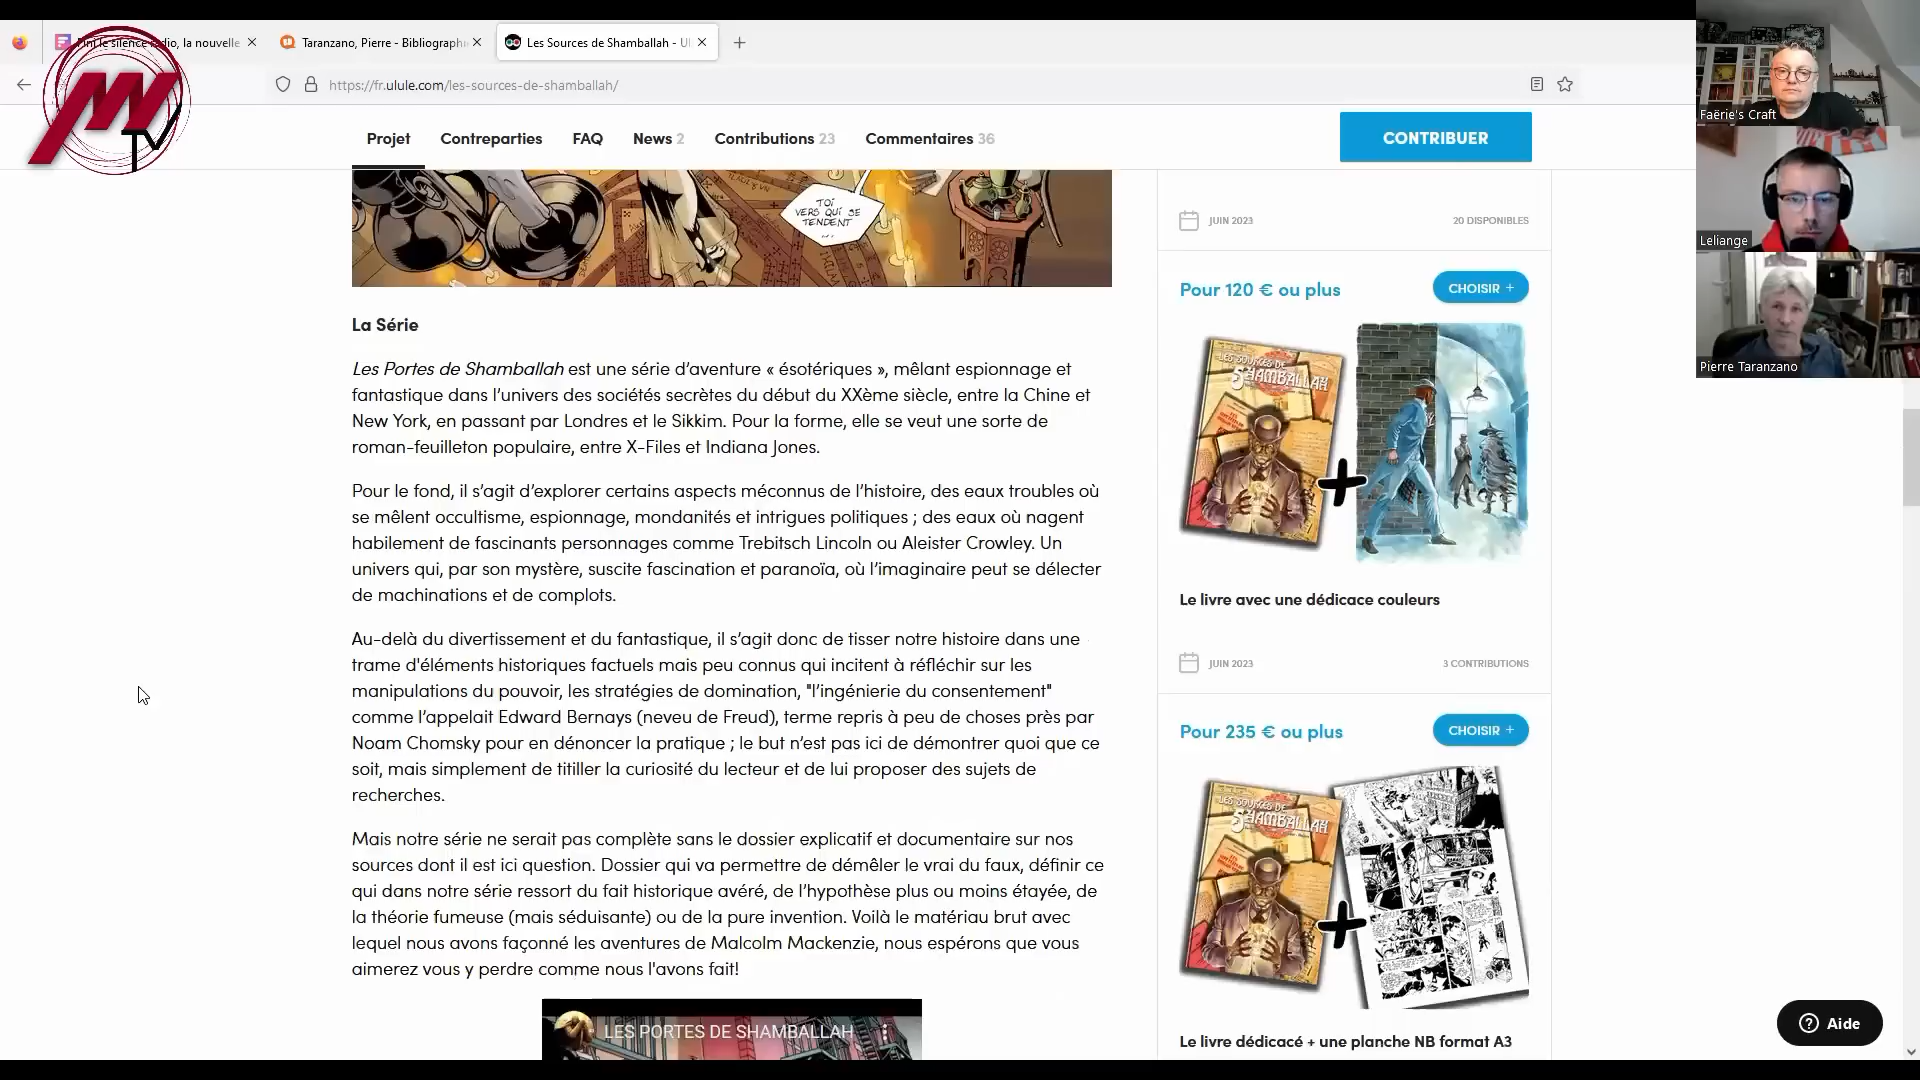 Fini le silence radio, la nouvelle
Taranzano, Pierre - Bibliographi
Les Sources de Shamballah - Ul
https://fr.ulule.com/les-sources-de-shamballah/
TV
Projet
Contreparties
FAQ
News 2
Contributions 23
Commentaires 36
CONTRIBUER
TOI
VERS QUI SE
TENDENT
...
La Série
Les Portes de Shamballah est une série d’aventure « ésotériques », mêlant espionnage et
fantastique dans l’univers des sociétés secrètes du début du XXème siècle, entre la Chine et
New York, en passant par Londres et le Sikkim. Pour la forme, elle se veut une sorte de
roman-feuilleton populaire, entre X-Files et Indiana Jones.
Pour le fond, il s’agit d’explorer certains aspects méconnus de l’histoire, des eaux troubles où
se mêlent occultisme, espionnage, mondanités et intrigues politiques ; des eaux où nagent
habilement de fascinants personnages comme Trebitsch Lincoln ou Aleister Crowley. Un
univers qui, par son mystère, suscite fascination et paranoïa, où l’imaginaire peut se délecter
de machinations et de complots.
Au-delà du divertissement et du fantastique, il s’agit donc de tisser notre histoire dans une
trame d'éléments historiques factuels mais peu connus qui incitent à réfléchir sur les
manipulations du pouvoir, les stratégies de domination, "l’ingénierie du consentement"
comme l’appelait Edward Bernays (neveu de Freud), terme repris à peu de choses près par
Noam Chomsky pour en dénoncer la pratique ; le but n’est pas ici de démontrer quoi que ce
soit, mais simplement de titiller la curiosité du lecteur et de lui proposer des sujets de
recherches.
Mais notre série ne serait pas complète sans le dossier explicatif et documentaire sur nos
sources dont il est ici question. Dossier qui va permettre de démêler le vrai du faux, définir ce
qui dans notre série ressort du fait historique avéré, de l’hypothèse plus ou moins étayée, de
la théorie fumeuse (mais séduisante) ou de la pure invention. Voilà le matériau brut avec
lequel nous avons façonné les aventures de Malcolm Mackenzie, nous espérons que vous
aimerez vous y perdre comme nous l'avons fait!
LES PORTES DE SHAMBALLAH
JUIN 2023
20 DISPONIBLES
Pour 120 € ou plus
CHOISIR +
LES SOURCES DE
SHAMBALLAH
Le livre avec une dédicace couleurs
JUIN 2023
3 CONTRIBUTIONS
Pour 235 € ou plus
CHOISIR +
LES SOURCES DE
SHAMBALLAH
Le livre dédicacé + une planche NB format A3
Faërie's Craft
Leliange
Pierre Taranzano
Aide